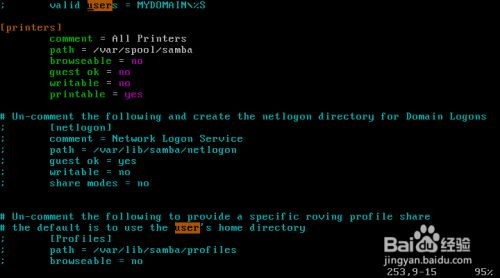 ;       valid users = MYDOMAIN\%S
[printers]
comment = All Printers
path = /var/spool/samba
browseable = no
guest ok = no
writable = no
printable = yes
# Un-comment the following and create the netlogon directory for Domain Logons
;       [netlogon]
;       comment = Network Logon Service
;       path = /var/lib/samba/netlogon
;       guest ok = yes
;       writable = no
;       share modes = no
# Un-comment the following to provide a specific roving profile share
# the default is to use the user's home directory
;       [Profiles]
;       path = /var/lib/samba/profiles
;       browseable = no
Baidu 经验
jingyan.baidu.com
253,9-15 95%